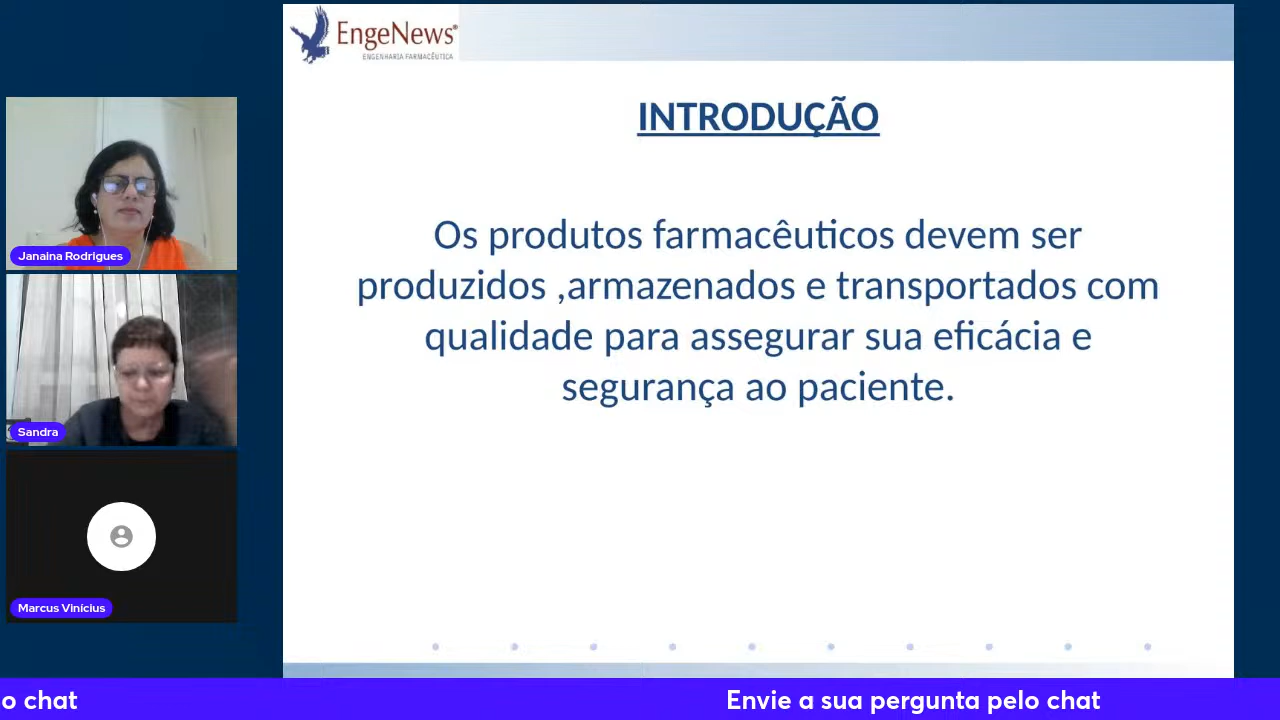 EngeNews®
ENGENHARIA FARMACÊUTICA
INTRODUÇÃO
Os produtos farmacêuticos devem ser
produzidos ,armazenados e transportados com
qualidade para assegurar sua eficácia e
segurança ao paciente.
Janaina Rodrigues
Sandra
Marcus Vinícius
o chat
Envie a sua pergunta pelo chat